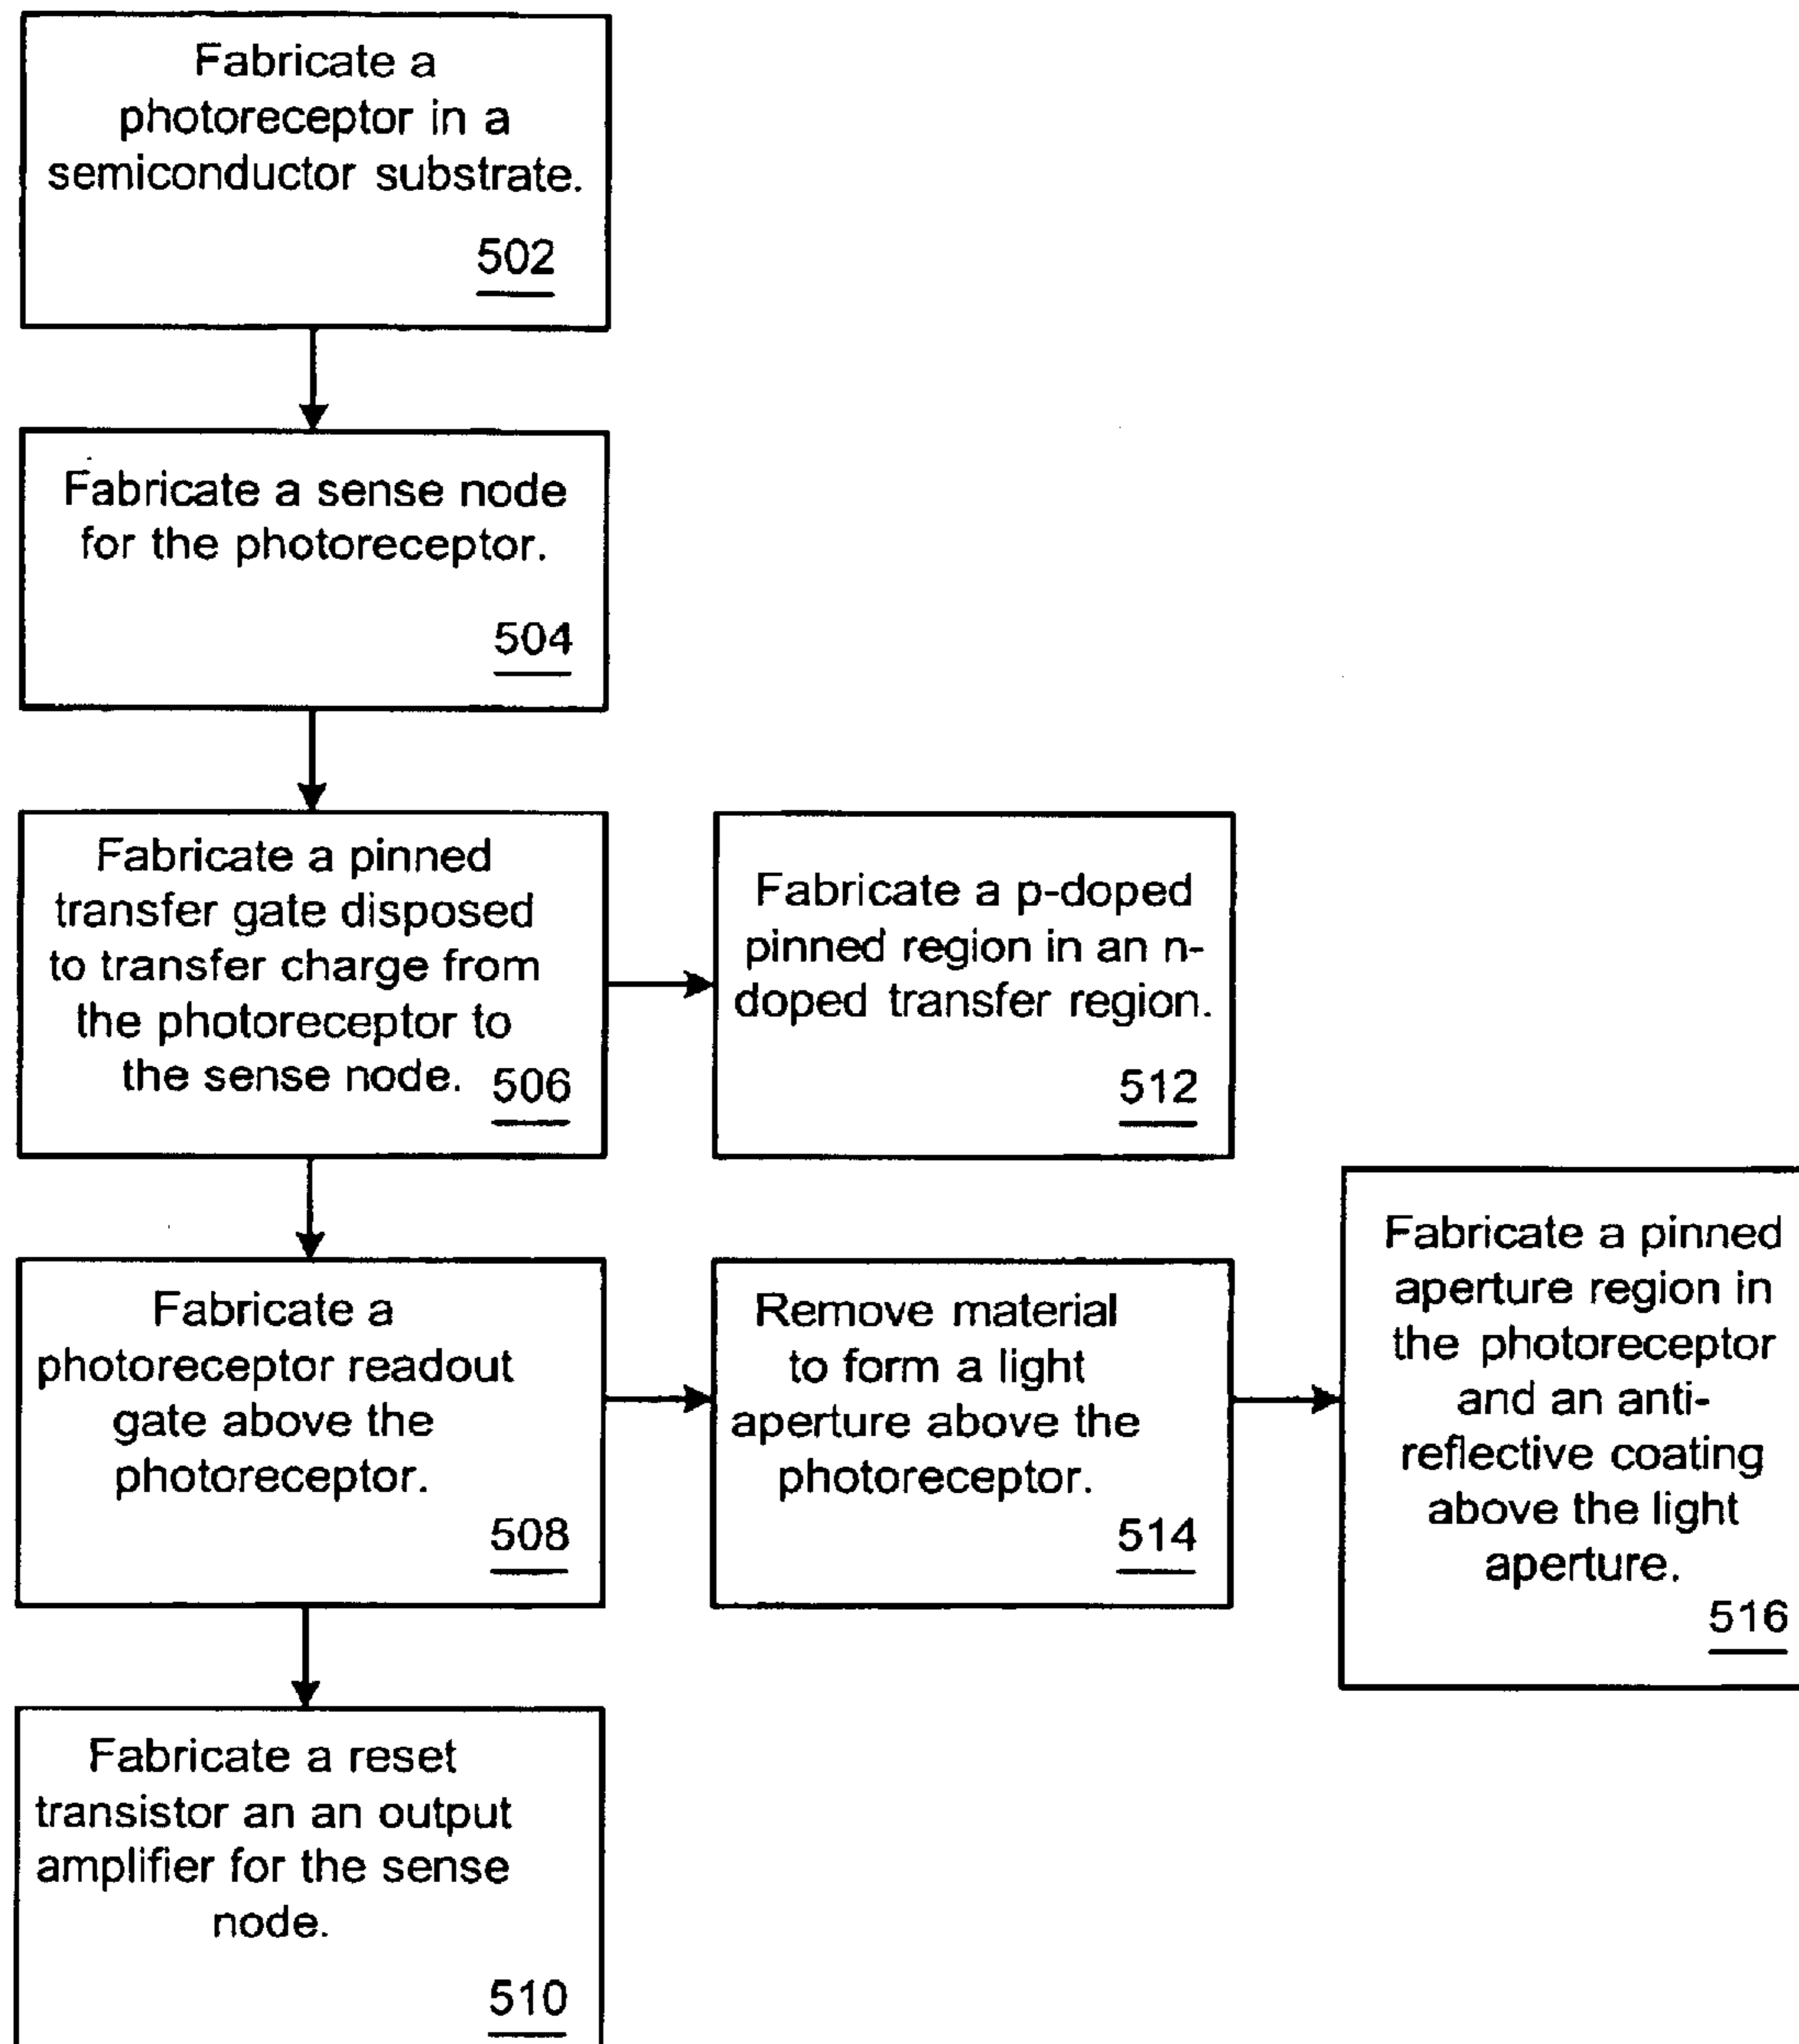 Fabricate a
photoreceptor in a
semiconductor substrate.
502
Fabricate a sense node
for the photoreceptor.
504
Fabricate a pinned
transfer gate disposed
to transfer charge from
the photoreceptor to
the sense node. 506
Fabricate a p-doped
pinned region in an n-
doped transfer region.
512
Fabricate a
photoreceptor readout
gate above the
photoreceptor.
508
Remove material
to form a light
aperture above the
photoreceptor.
514
Fabricate a pinned
aperture region in
the photoreceptor
and an anti-
reflective coating
above the light
aperture.
516
Fabricate a reset
transistor an an output
amplifier for the sense
node.
510